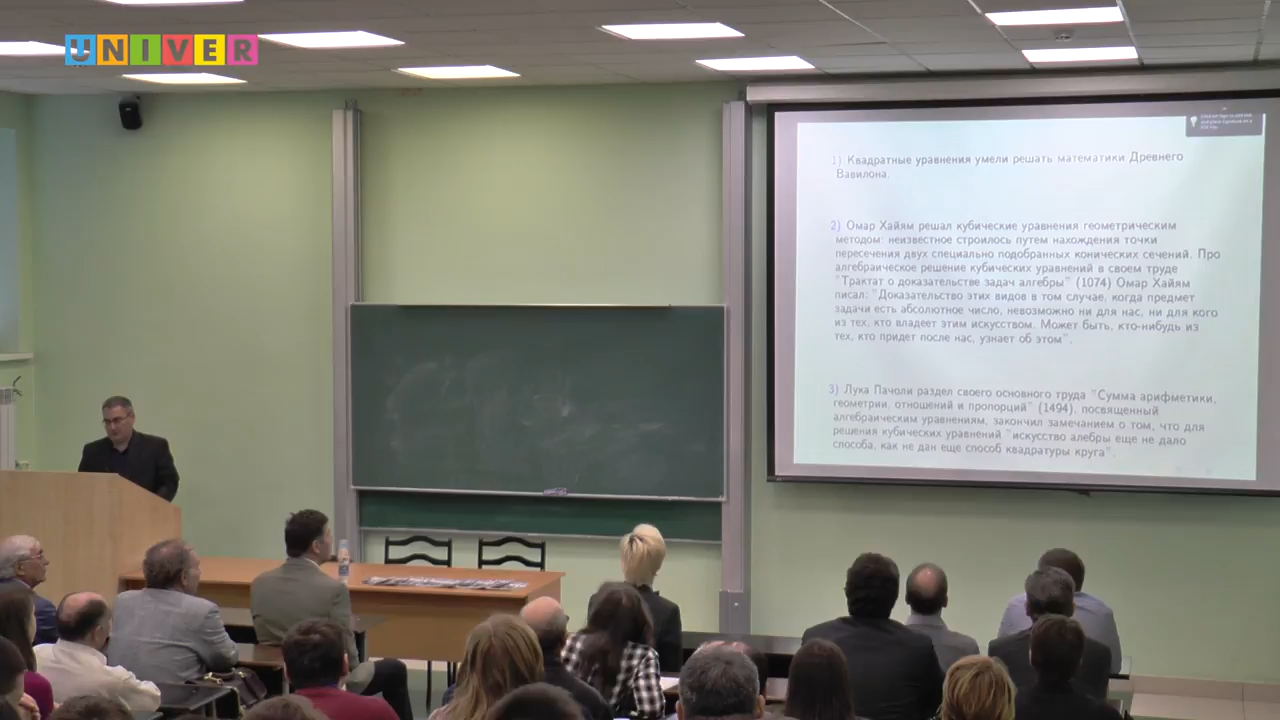 UNIVER
1) Квадратные уравнения умели решать математики Древнего
Вавилона.
2) Омар Хайям решал кубические уравнения геометрическим
методом: неизвестное строилось путем нахождения точки
пересечения двух специально подобранных конических сечений. Про
алгебраическое решение кубических уравнений в своем труде
"Трактат о доказательстве задач алгебры" (1074) Омар Хайям
писал: "Доказательство этих видов в том случае, когда предмет
задачи есть абсолютное число, невозможно ни для нас, ни для кого
из тех, кто владеет этим искусством. Может быть, кто-нибудь из
тех, кто придет после нас, узнает об этом".
3) Лука Пачоли раздел своего основного труда "Сумма арифметики,
геометрии, отношений и пропорций" (1494), посвященный
алгебраическим уравнениям, закончил замечанием о том, что для
решения кубических уравнений "искусство алебры еще не дало
способа, как не дан еще способ квадратуры круга".